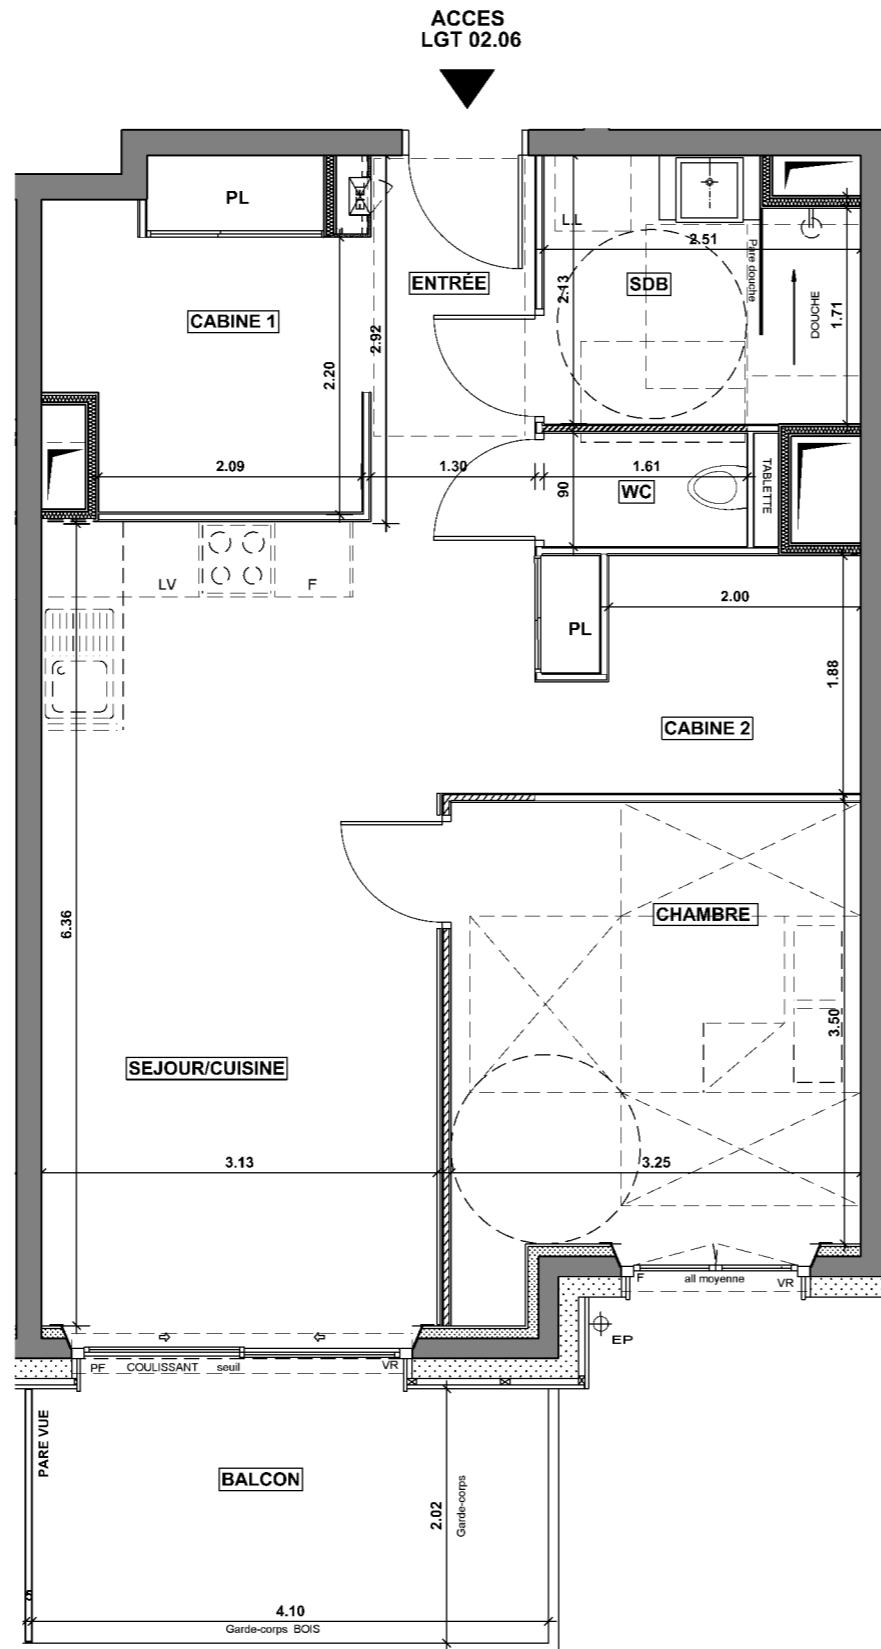 ACCES
LGT 02.06
PL
ETEL
L.L
2.51
ENTRÉE
SDB
Pare douche
DOUCHE
1.71
2.13
CABINE 1
2.92
2.20
2.09
1.30
1.61
90
WC
TABLETTE
LV
F
2.00
PL
1.88
CABINE 2
6.36
CHAMBRE
3.50
SEJOUR/CUISINE
3.13
3.25
F
all moyenne
VR
EP
PF
COULISSANT
seuil
VR
PARE VUE
BALCON
2.02
Garde-corps
4.10
Garde-corps BOIS